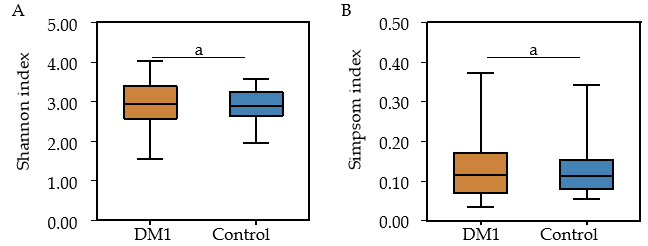 A
5.00
4.00
3.00
2.00
1.00
0.00
Shannon index
a
DM1 Control
B
0.50
0.40
0.30
0.20
0.10
0.00
Simpsom index
a
DM1 Control